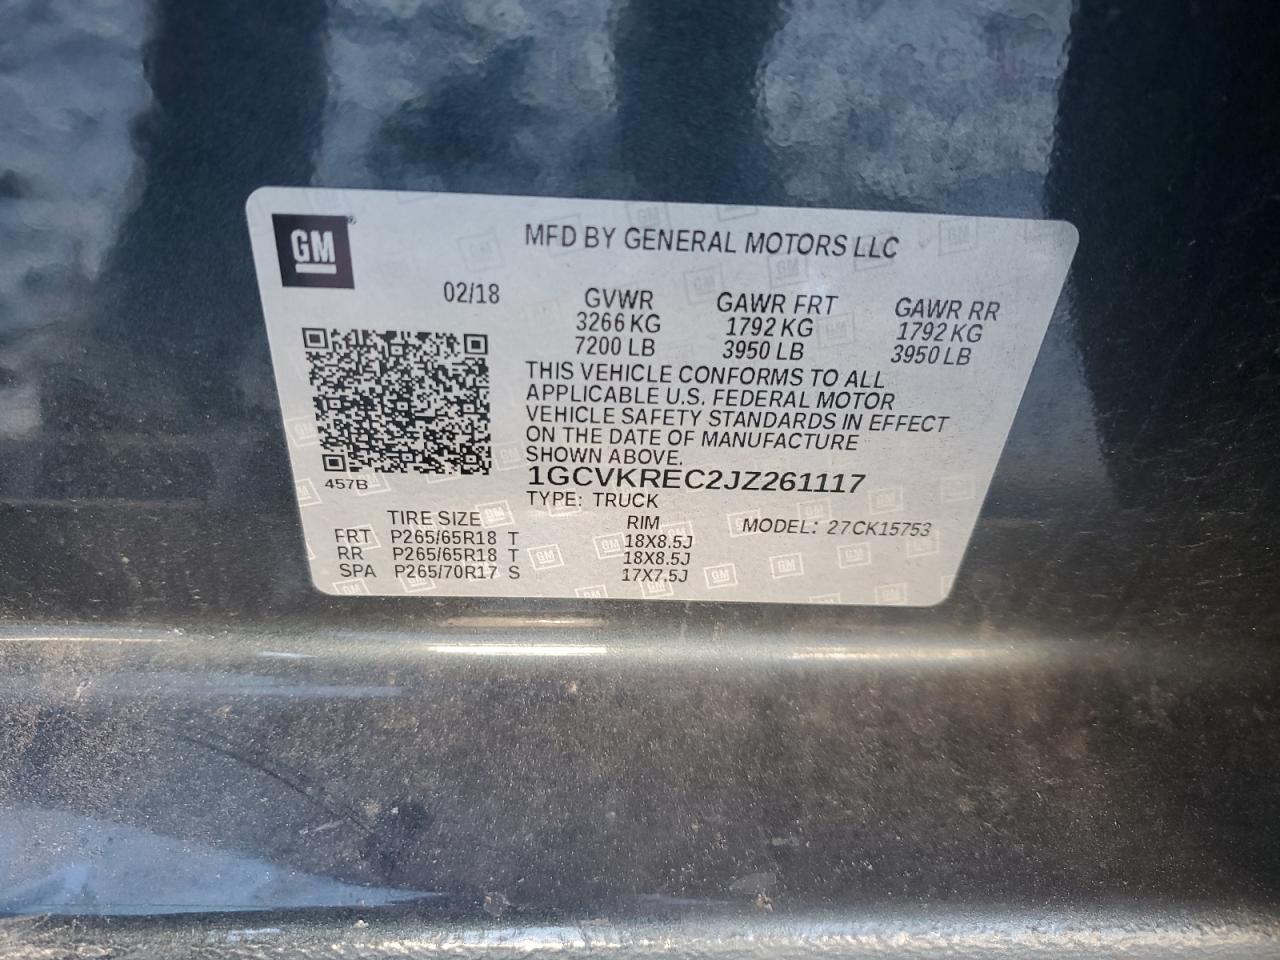 GM
MFD BY GENERAL MOTORS LLC
02/18
GVWR GAWR FRT GAWR RR
3266 KG 1792 KG 1792 KG
7200 LB 3950 LB 3950 LB
THIS VEHICLE CONFORMS TO ALL
APPLICABLE U.S. FEDERAL MOTOR
VEHICLE SAFETY STANDARDS IN EFFECT
ON THE DATE OF MANUFACTURE
SHOWN ABOVE.
457B
1GCVKREC2JZ261117
TYPE: TRUCK
TIRE SIZE RIM MODEL: 27CK15753
FRT P265/65R18 T 18X8.5J
RR P265/65R18 T 18X8.5J
SPA P265/70R17 S 17X7.5J